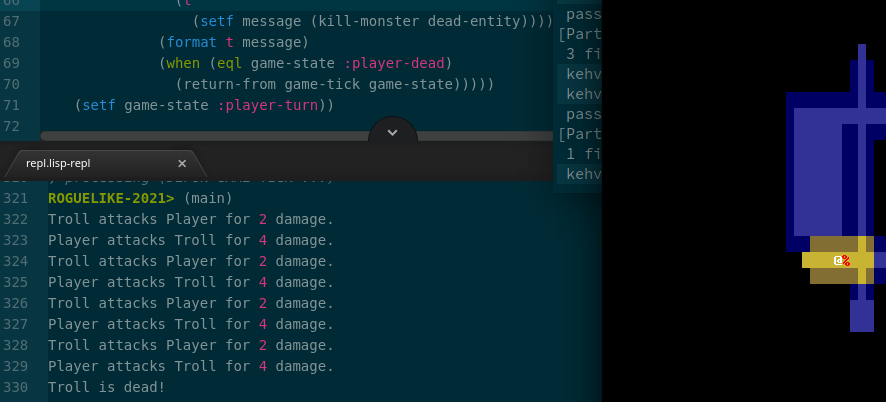 66 (t
67 (setf message (kill-monster dead-entity))))
68 (format t message)
69 (when (eql game-state :player-dead)
70 (return-from game-tick game-state)))))
71 (setf game-state :player-turn))
72
repl.lisp-repl ×
321 ROGUELIKE-2021> (main)
322 Troll attacks Player for 2 damage.
323 Player attacks Troll for 4 damage.
324 Troll attacks Player for 2 damage.
325 Player attacks Troll for 4 damage.
326 Troll attacks Player for 2 damage.
327 Player attacks Troll for 4 damage.
328 Troll attacks Player for 2 damage.
329 Player attacks Troll for 4 damage.
330 Troll is dead!
pass
[Part
3 fi
kehv
kehv
pass
[Part
1 fi
kehv
@%